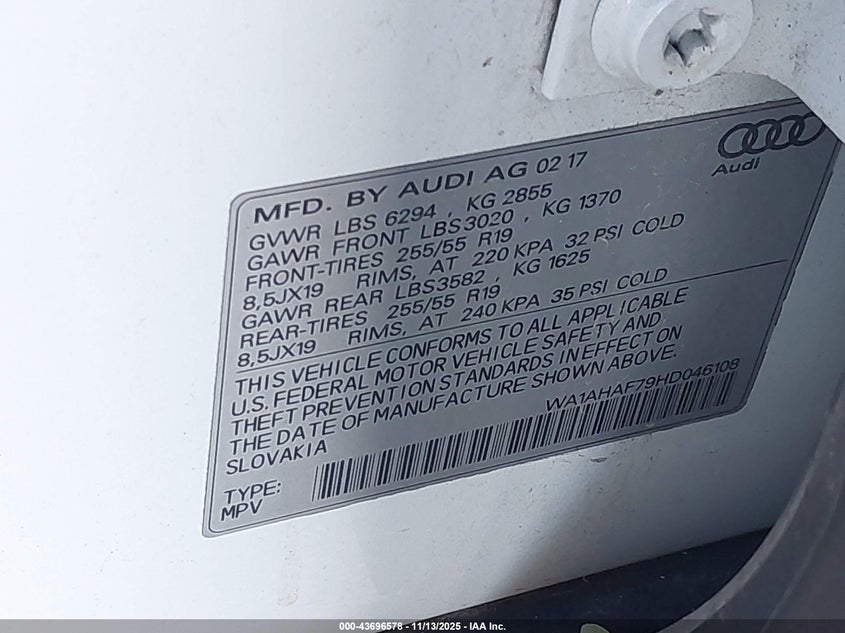 Audi
MFD. BY AUDI AG 02 17
GVWR LBS 6294 , KG 2855
GAWR FRONT LBS3020 , KG 1370
FRONT-TIRES 255/55 R19
8,5JX19 RIMS, AT 220 KPA 32 PSI COLD
GAWR REAR LBS3582 , KG 1625
REAR-TIRES 255/55 R19
8,5JX19 RIMS, AT 240 KPA 35 PSI COLD
THIS VEHICLE CONFORMS TO ALL APPLICABLE
U.S. FEDERAL MOTOR VEHICLE SAFETY AND
THEFT PREVENTION STANDARDS IN EFFECT ON
THE DATE OF MANUFACTURE SHOWN ABOVE.
SLOVAKIA
WA1AHAF79HD046108
TYPE:
MPV
000-43696578 - 11/13/2025 - IAA Inc.